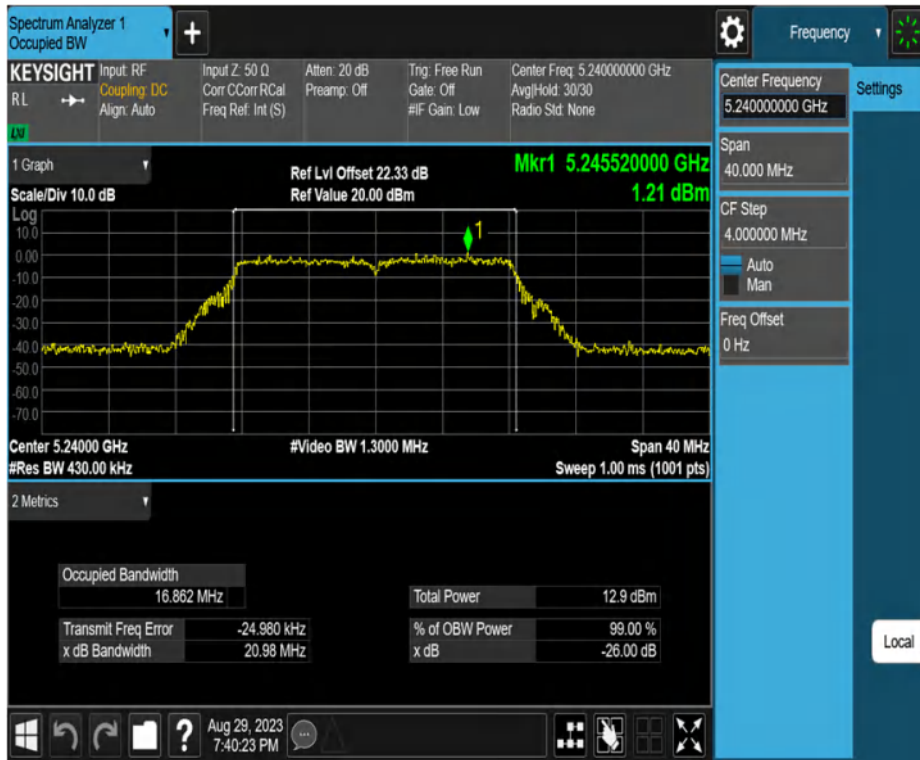 Spectrum Analyzer 1
Occupied BW
+
Frequency
KEYSIGHT
R L
LXI
Input: RF
Coupling: DC
Align: Auto
Input Z: 50 Ω
Corr CCorr RCal
Freq Ref: Int (S)
Atten: 20 dB
Preamp: Off
Trig: Free Run
Gate: Off
#IF Gain: Low
Center Freq: 5.240000000 GHz
Avg|Hold: 30/30
Radio Std: None
Center Frequency
5.240000000 GHz
Settings
Span
40.000 MHz
CF Step
4.000000 MHz
Auto
Man
Freq Offset
0 Hz
Local
1 Graph
Scale/Div 10.0 dB
Ref Lvl Offset 22.33 dB
Ref Value 20.00 dBm
Mkr1 5.245520000 GHz
1.21 dBm
Log
10.0
0.00
-10.0
-20.0
-30.0
-40.0
-50.0
-60.0
-70.0
1
Center 5.24000 GHz
#Video BW 1.3000 MHz
Span 40 MHz
#Res BW 430.00 kHz
Sweep 1.00 ms (1001 pts)
2 Metrics
Occupied Bandwidth
16.862 MHz
Total Power 12.9 dBm
Transmit Freq Error -24.980 kHz
% of OBW Power 99.00 %
x dB Bandwidth 20.98 MHz
x dB -26.00 dB
?
Aug 29, 2023
7:40:23 PM